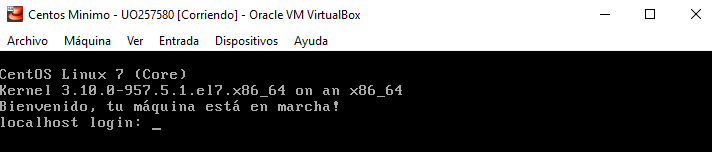 Centos Minimo - UO257580 [Corriendo] - Oracle VM VirtualBox
Archivo Máquina Ver Entrada Dispositivos Ayuda
CentOS Linux 7 (Core)
Kernel 3.10.0-957.5.1.el7.x86_64 on an x86_64
Bienvenido, tu máquina está en marcha!
localhost login: _